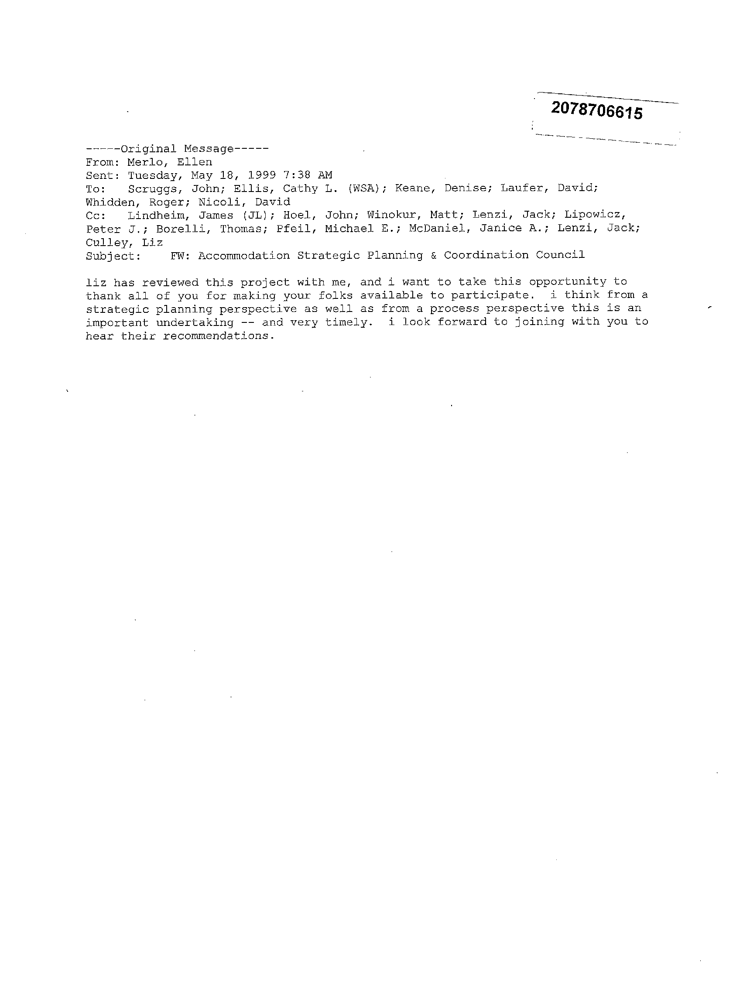 2078706615
-----Original Message-----
From: Merlo, Ellen
Sent: Tuesday, May 18, 1999 7:38 AM
To: Scruggs, John; Ellis, Cathy L. (WSA); Keane, Denise; Laufer, David;
Whidden, Roger; Nicoli, David
Cc: Lindheim, James (JL); Hoel, John; Winokur, Matt; Lenzi, Jack; Lipowicz,
Peter J.; Borelli, Thomas; Pfeil, Michael E.; McDaniel, Janice A.; Lenzi, Jack;
Culley, Liz
Subject: FW: Accommodation Strategic Planning & Coordination Council
liz has reviewed this project with me, and i want to take this opportunity to
thank all of you for making your folks available to participate. i think from a
strategic planning perspective as well as from a process perspective this is an
important undertaking -- and very timely. i look forward to joining with you to
hear their recommendations.